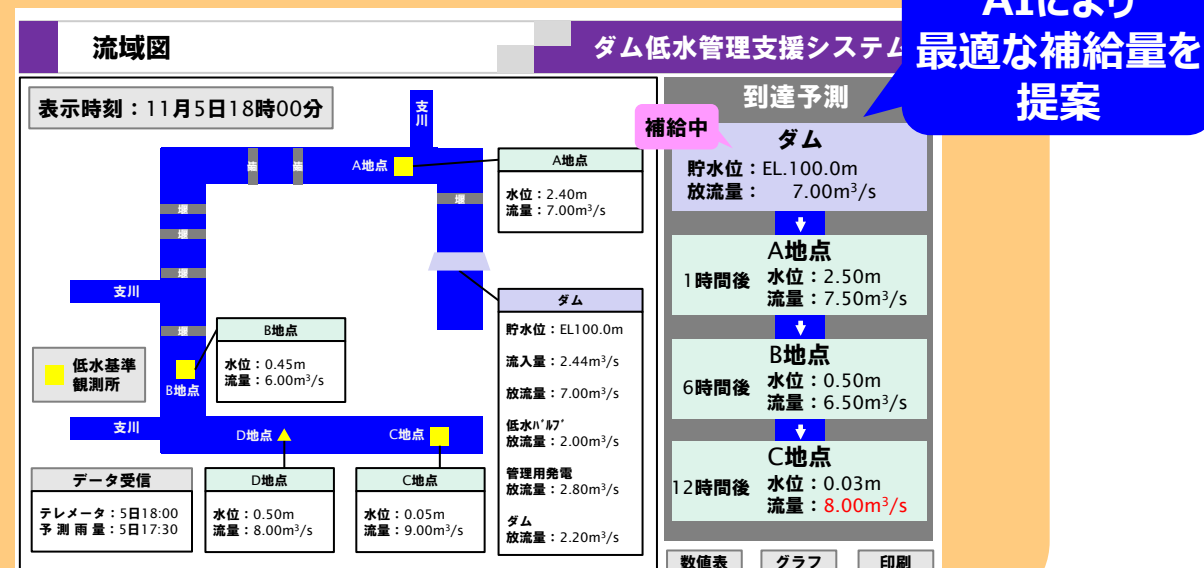 AIにより
最適な補給量を
提案
流域図
ダム低水管理支援システム
表示時刻：11月5日18時00分
支川
A地点
堰
堰
堰
堰
堰
支川
B地点
支川
D地点
C地点
低水基準
観測所
A地点
水位：2.40m
流量：7.00m³/s
B地点
水位：0.45m
流量：6.00m³/s
ダム
貯水位：EL100.0m
流入量：2.44m³/s
放流量：7.00m³/s
低水ﾊﾞﾙﾌﾞ
放流量：2.00m³/s
管理用発電
放流量：2.80m³/s
ダム
放流量：2.20m³/s
データ受信
テレメータ：5日18:00
予測雨量：5日17:30
D地点
水位：0.50m
流量：8.00m³/s
C地点
水位：0.05m
流量：9.00m³/s
到達予測
補給中
ダム
貯水位：EL.100.0m
放流量： 7.00m³/s
A地点
1時間後
水位：2.50m
流量：7.50m³/s
B地点
6時間後
水位：0.50m
流量：6.50m³/s
C地点
12時間後
水位：0.03m
流量：8.00m³/s
数値表
グラフ
印刷